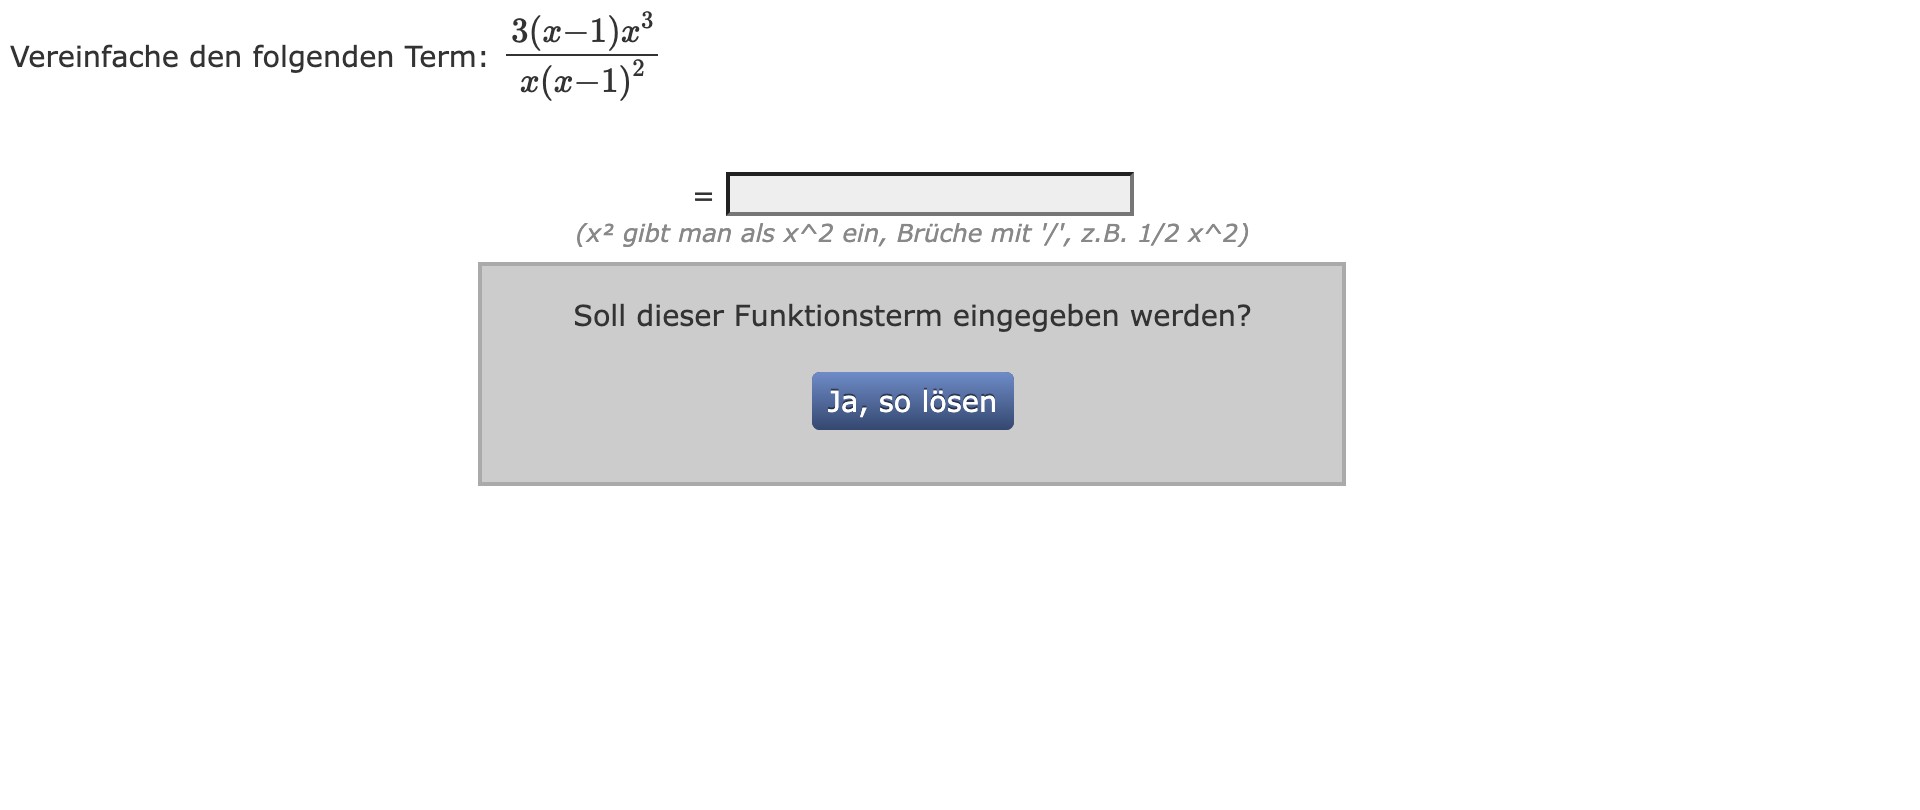 Vereinfache den folgenden Term: \frac{3(x-1)x^3}{x(x-1)^2}
=
(x² gibt man als x^2 ein, Brüche mit '/', z.B. 1/2 x^2)
Soll dieser Funktionsterm eingegeben werden?
Ja, so lösen